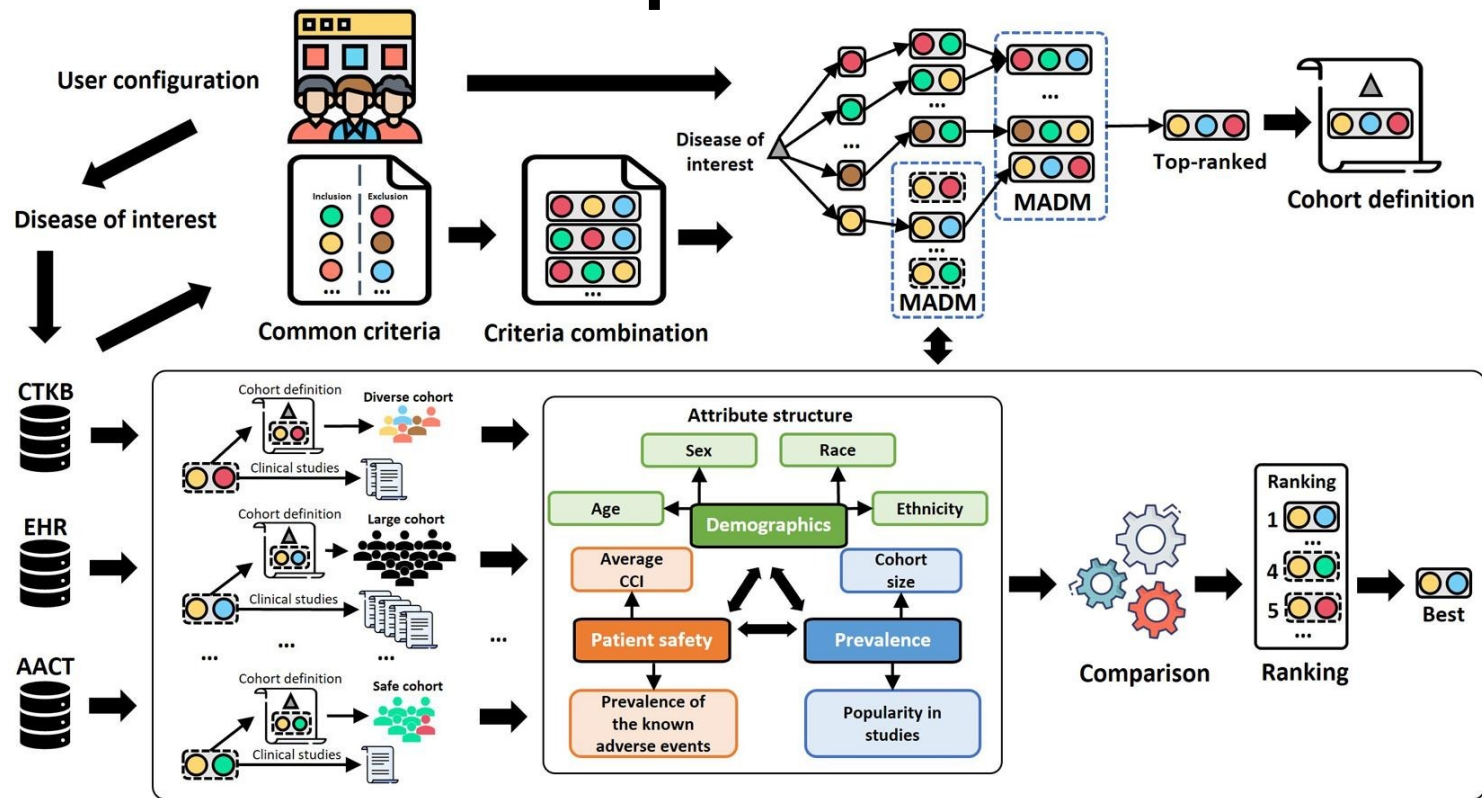 User configuration
Disease of interest
Inclusion
Exclusion
...
...
Common criteria
...
Criteria combination
Disease of
interest
...
...
...
...
MADM
...
MADM
Top-ranked
Cohort definition
CTKB
EHR
AACT
Cohort definition
Diverse cohort
Clinical studies
Cohort definition
Large cohort
Clinical studies
...
...
...
...
Cohort definition
Safe cohort
Clinical studies
Attribute structure
Sex
Race
Age
Ethnicity
Demographics
Average
CCI
Cohort
size
Patient safety
Prevalence
Prevalence of
the known
adverse events
Popularity in
studies
Comparison
Ranking
1
...
4
5
...
Ranking
Best